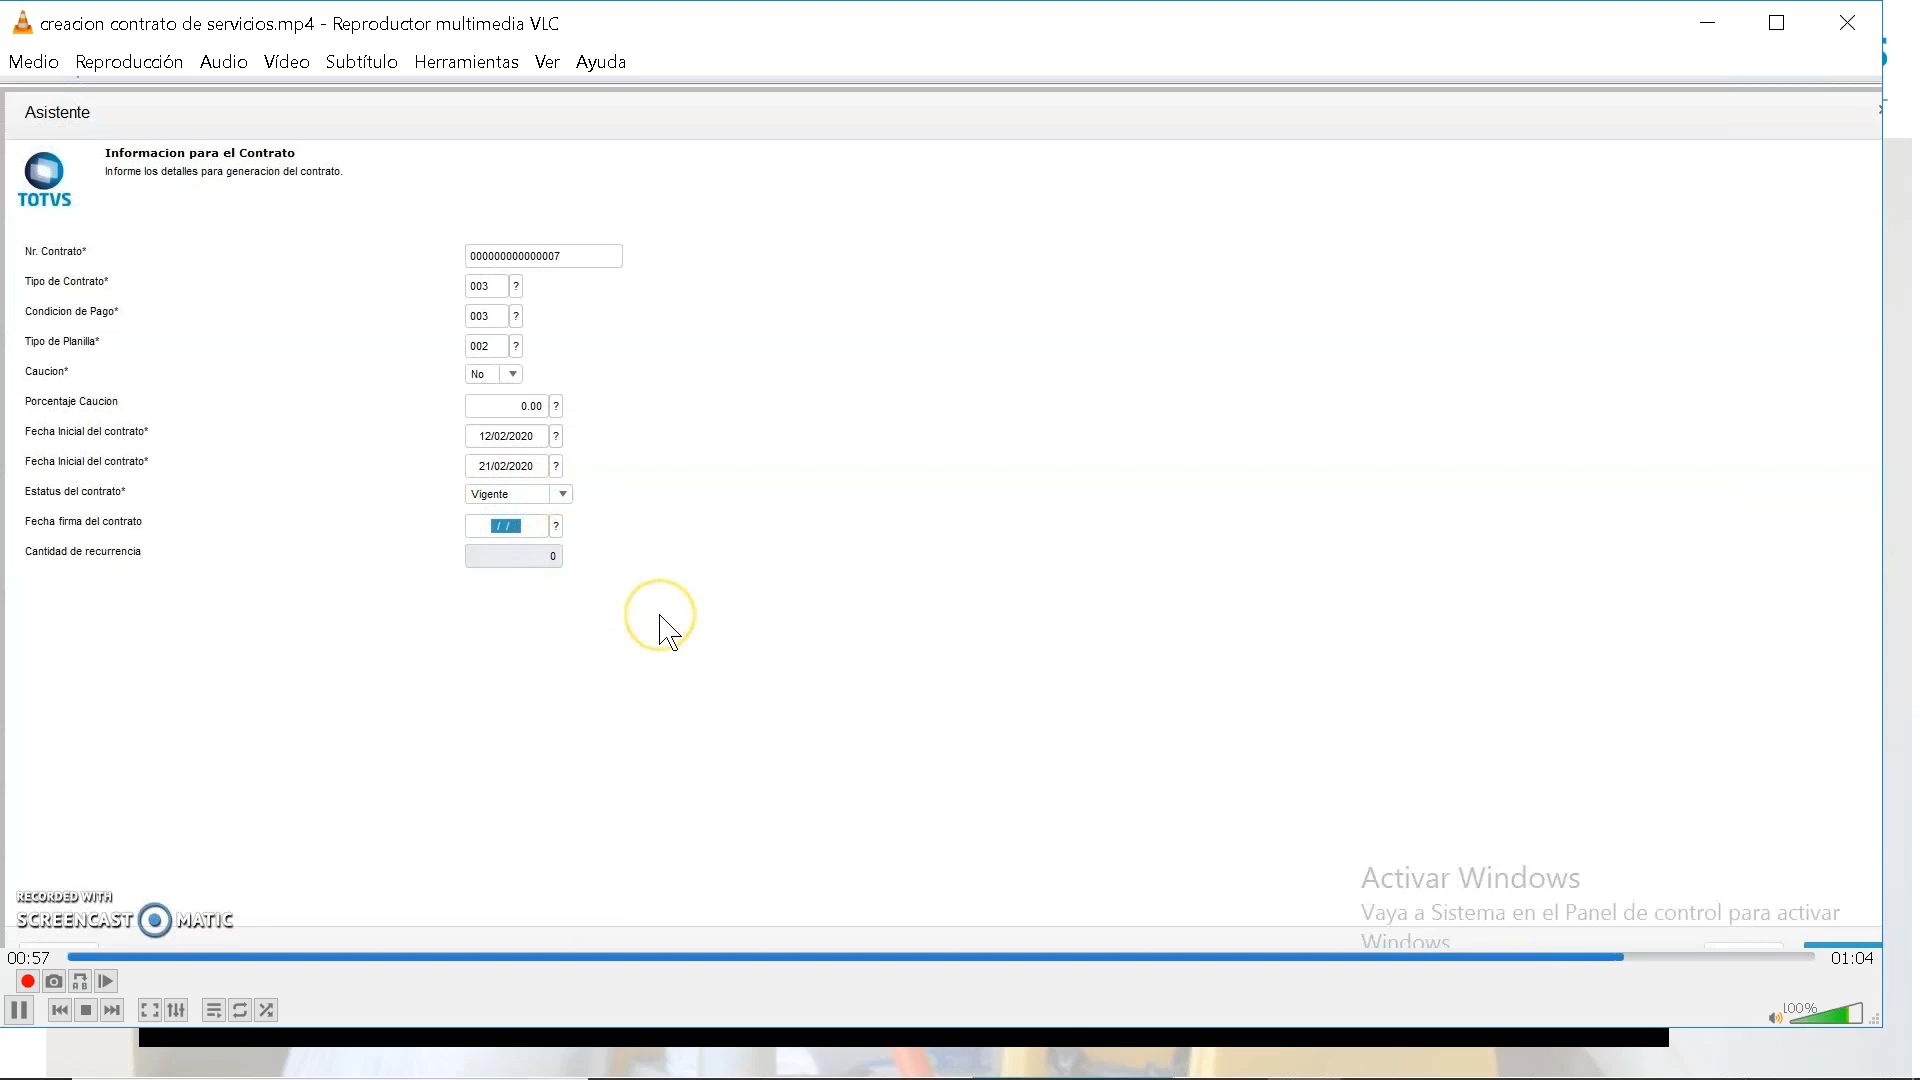 creacion contrato de servicios.mp4 - Reproductor multimedia VLC
Medio Reproducción Audio Vídeo Subtítulo Herramientas Ver Ayuda
Asistente
Informacion para el Contrato
Informe los detalles para generacion del contrato.
TOTVS
Nr. Contrato* 000000000000007
Tipo de Contrato* 003 ?
Condicion de Pago* 003 ?
Tipo de Planilla* 002 ?
Caucion* No
Porcentaje Caucion 0.00 ?
Fecha Inicial del contrato* 12/02/2020 ?
Fecha Inicial del contrato* 21/02/2020 ?
Estatus del contrato* Vigente
Fecha firma del contrato / / ?
Cantidad de recurrencia 0
Activar Windows
Vaya a Sistema en el Panel de control para activar
Windows
RECORDED WITH
SCREENCAST MATIC
00:57 01:04
100%